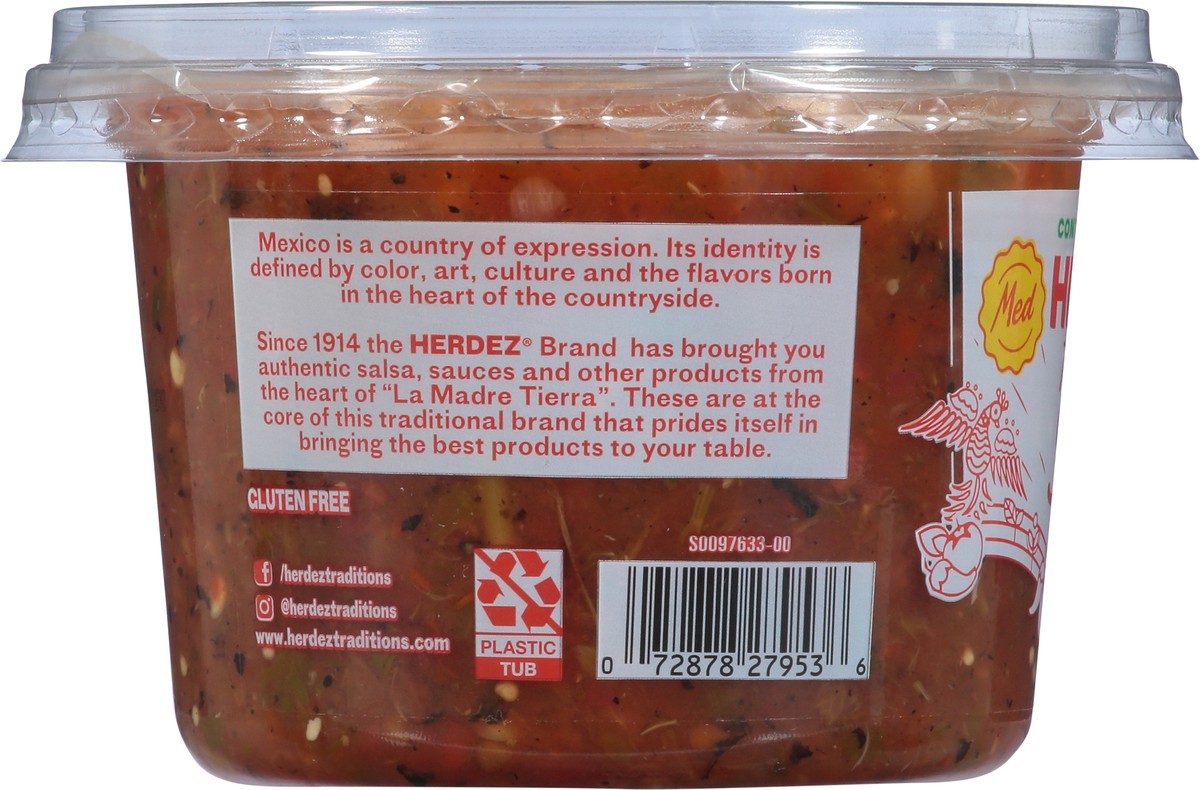 Mexico is a country of expression. Its identity is
defined by color, art, culture and the flavors born
in the heart of the countryside.
Since 1914 the HERDEZ® Brand has brought you
authentic salsa, sauces and other products from
the heart of “La Madre Tierra”. These are at the
core of this traditional brand that prides itself in
bringing the best products to your table.
GLUTEN FREE
/herdeztraditions
@herdeztraditions
www.herdeztraditions.com
PLASTIC
TUB
S0097633-00
0 72878 27953 6
Med